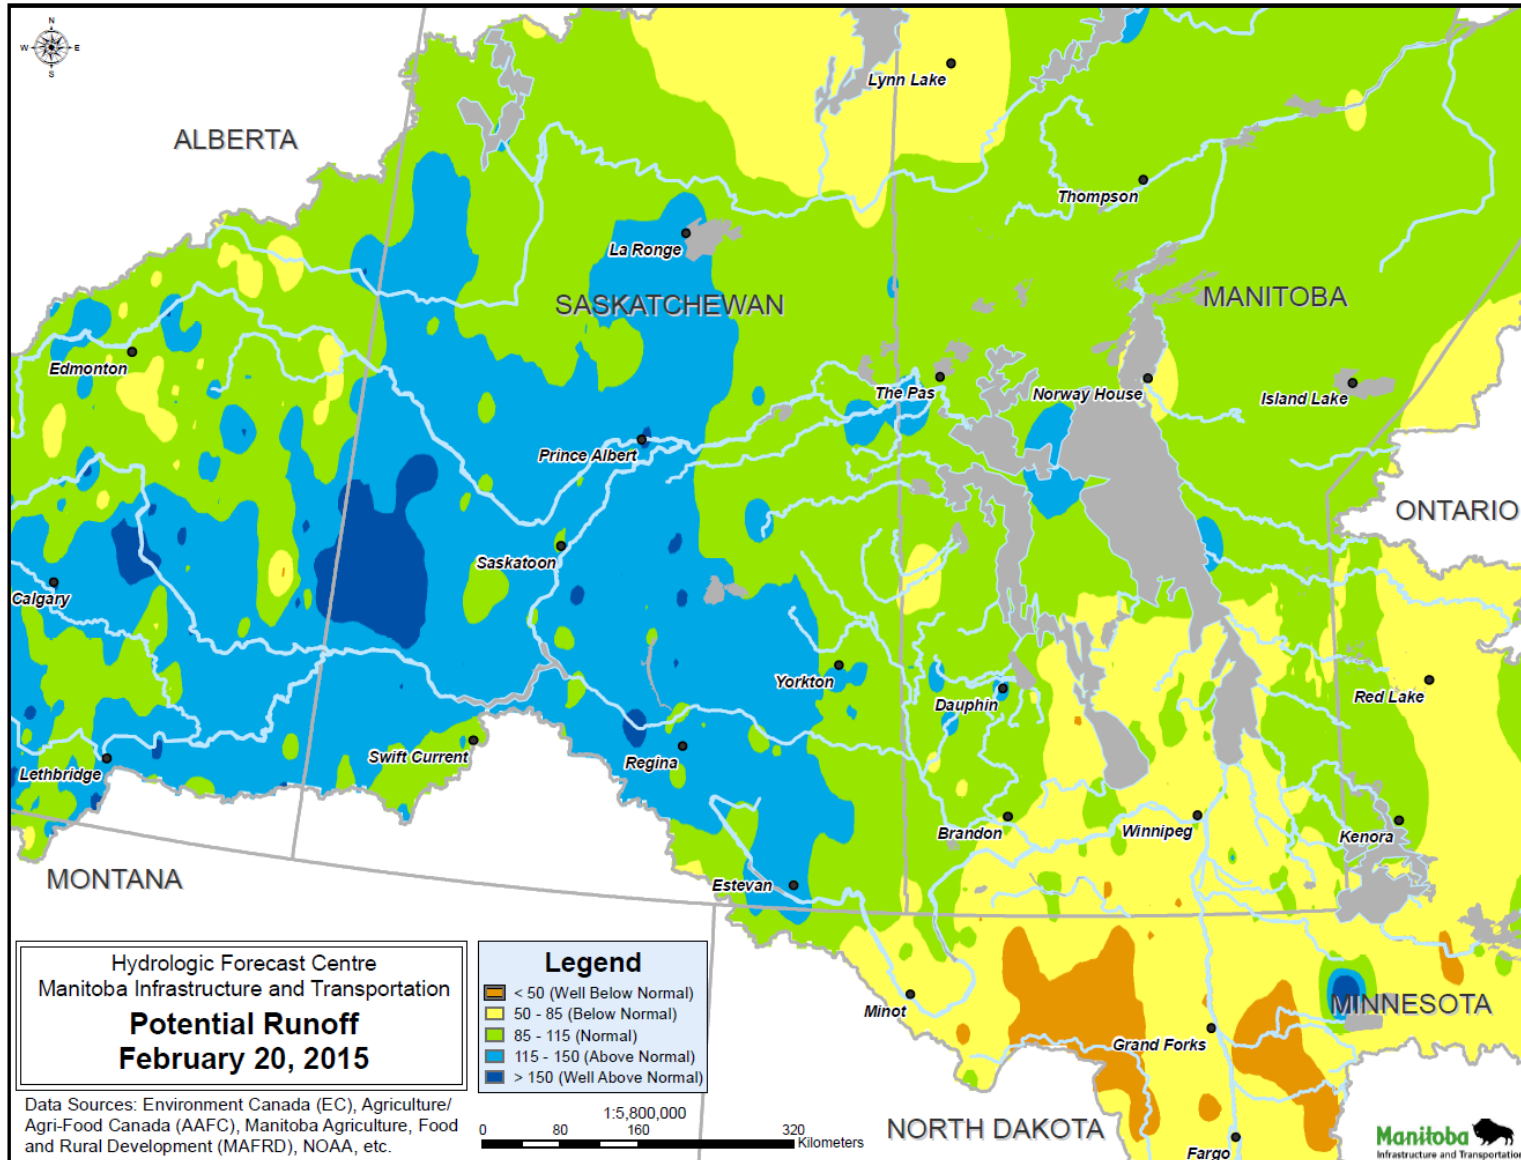 N
W E
S
ALBERTA
Lynn Lake
Thompson
La Ronge
SASKATCHEWAN
MANITOBA
Edmonton
The Pas
Norway House
Island Lake
Prince Albert
ONTARIO
Saskatoon
Calgary
Yorkton
Dauphin
Red Lake
Swift Current
Regina
Lethbridge
Brandon
Winnipeg
Kenora
MONTANA
Estevan
Minot
MINNESOTA
Grand Forks
NORTH DAKOTA
Fargo
Hydrologic Forecast Centre
Manitoba Infrastructure and Transportation
Potential Runoff
February 20, 2015
Data Sources: Environment Canada (EC), Agriculture/
Agri-Food Canada (AAFC), Manitoba Agriculture, Food
and Rural Development (MAFRD), NOAA, etc.
Legend
< 50 (Well Below Normal)
50 - 85 (Below Normal)
85 - 115 (Normal)
115 - 150 (Above Normal)
> 150 (Well Above Normal)
1:5,800,000
0 80 160 320
Kilometers
Manitoba
Infrastructure and Transportation